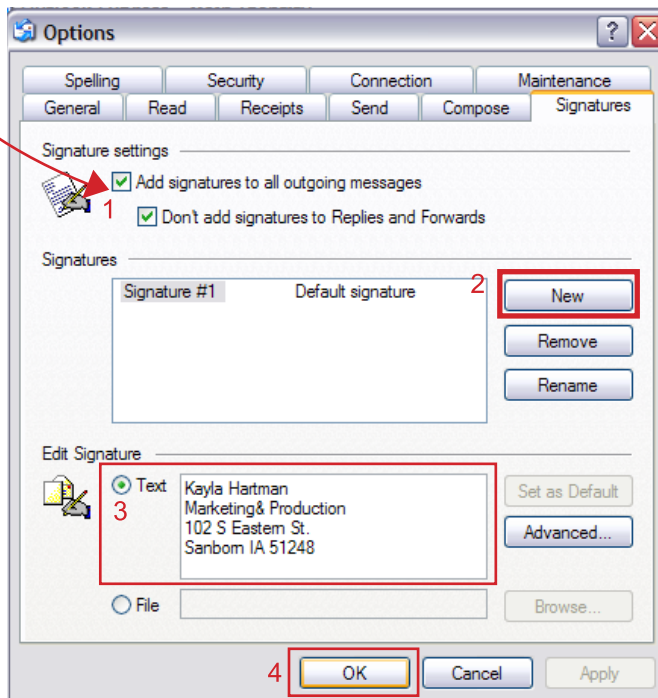 Options
Spelling Security Connection Maintenance
General Read Receipts Send Compose Signatures
Signature settings
Add signatures to all outgoing messages
1
Don't add signatures to Replies and Forwards
Signatures
Signature #1 Default signature
2
New
Remove
Rename
Edit Signature
Text
3
Kayla Hartman
Marketing& Production
102 S Eastern St.
Sanborn IA 51248
Set as Default
Advanced...
File
Browse...
4
OK Cancel Apply